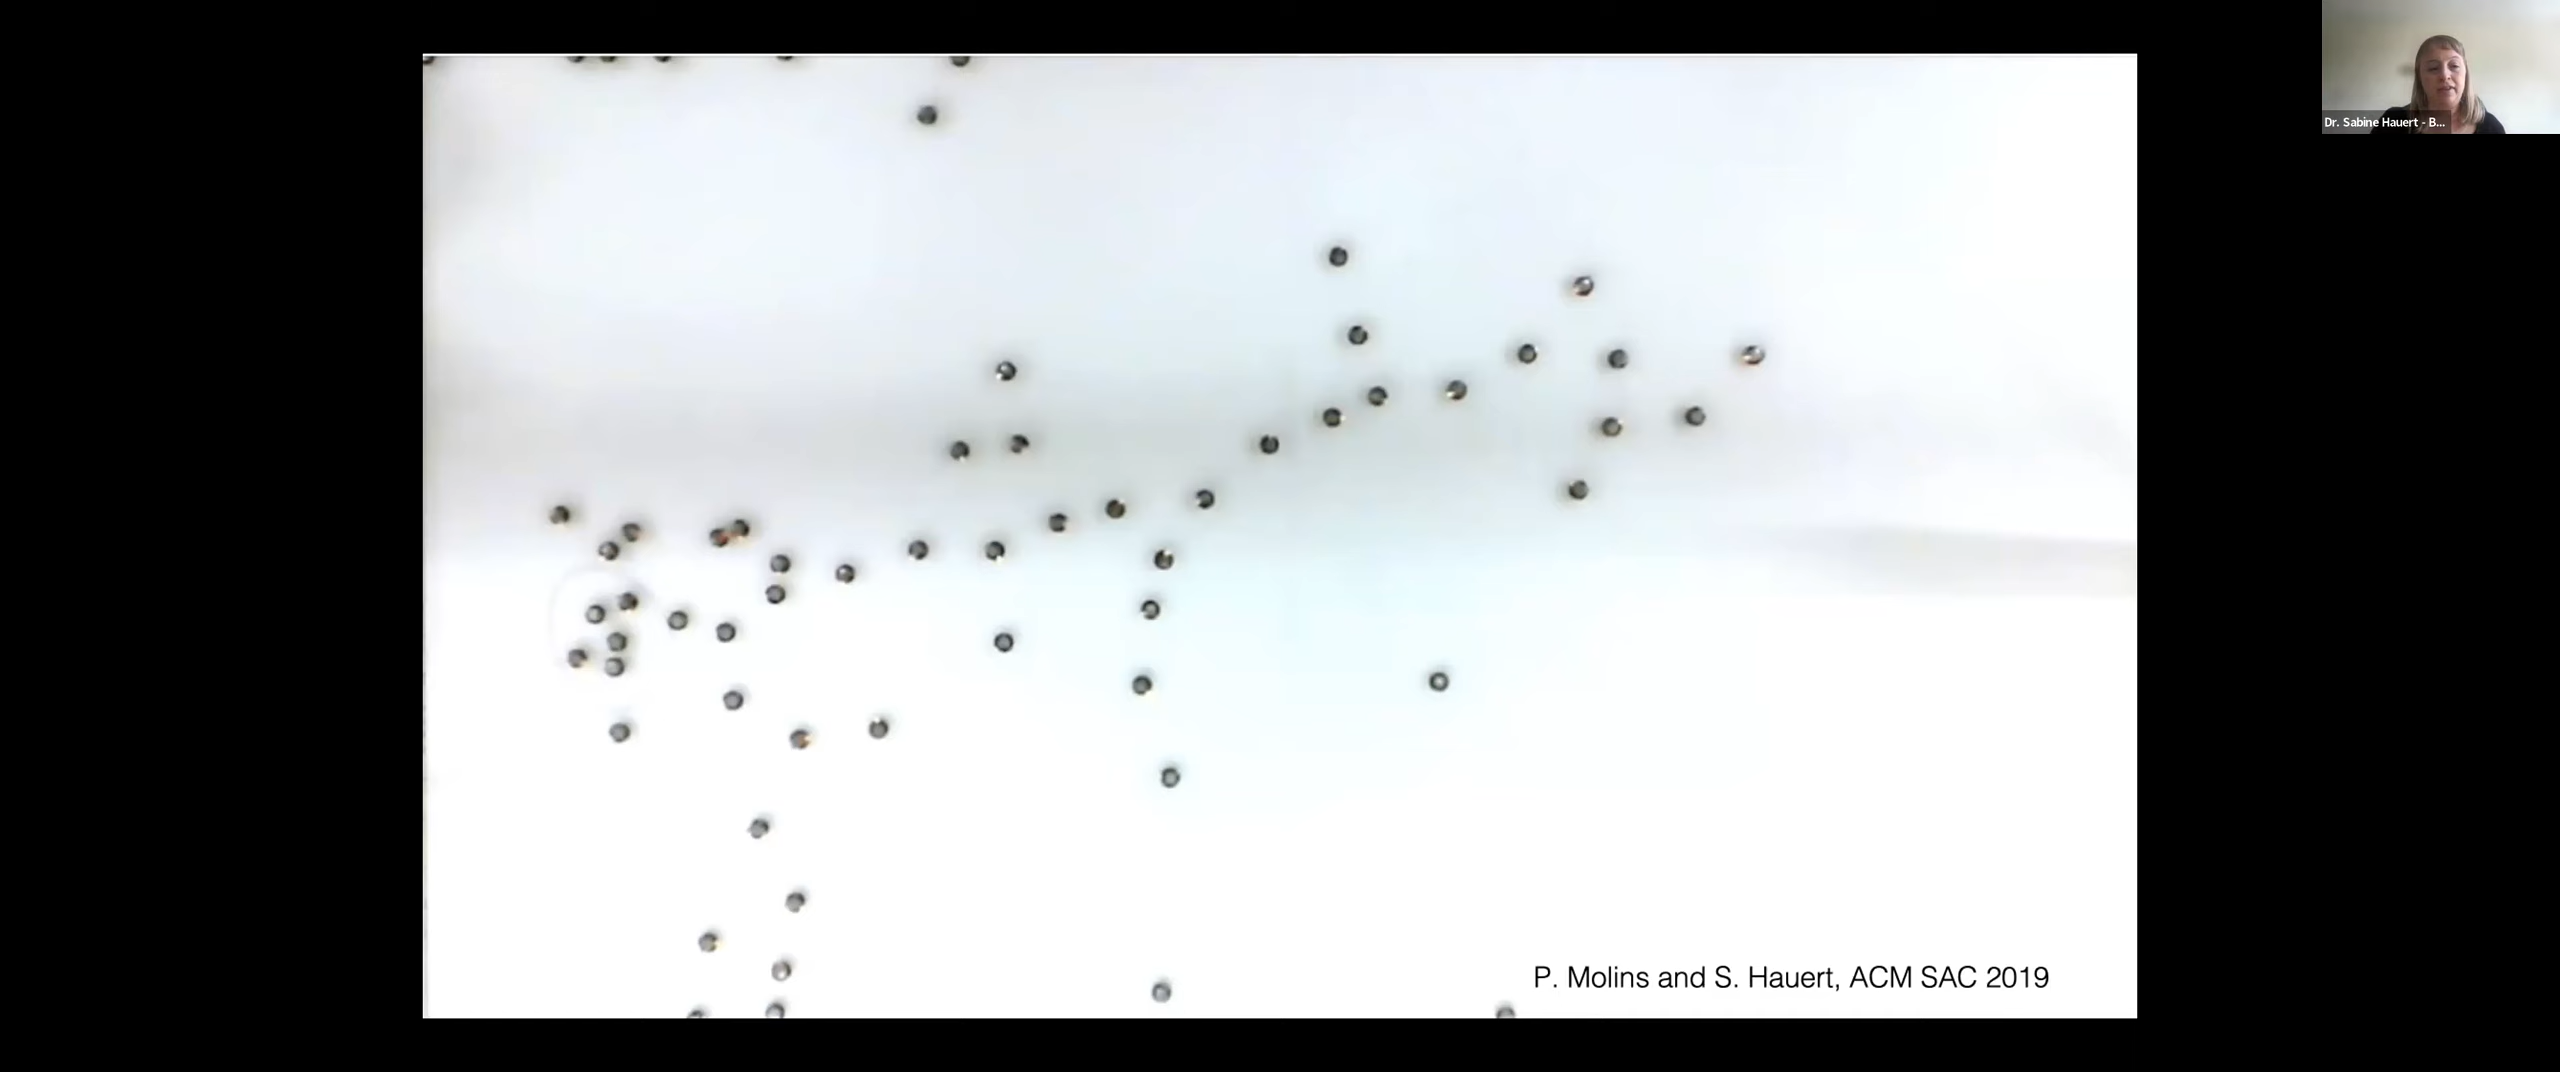 Dr. Sabine Hauert - B...
P. Molins and S. Hauert, ACM SAC 2019